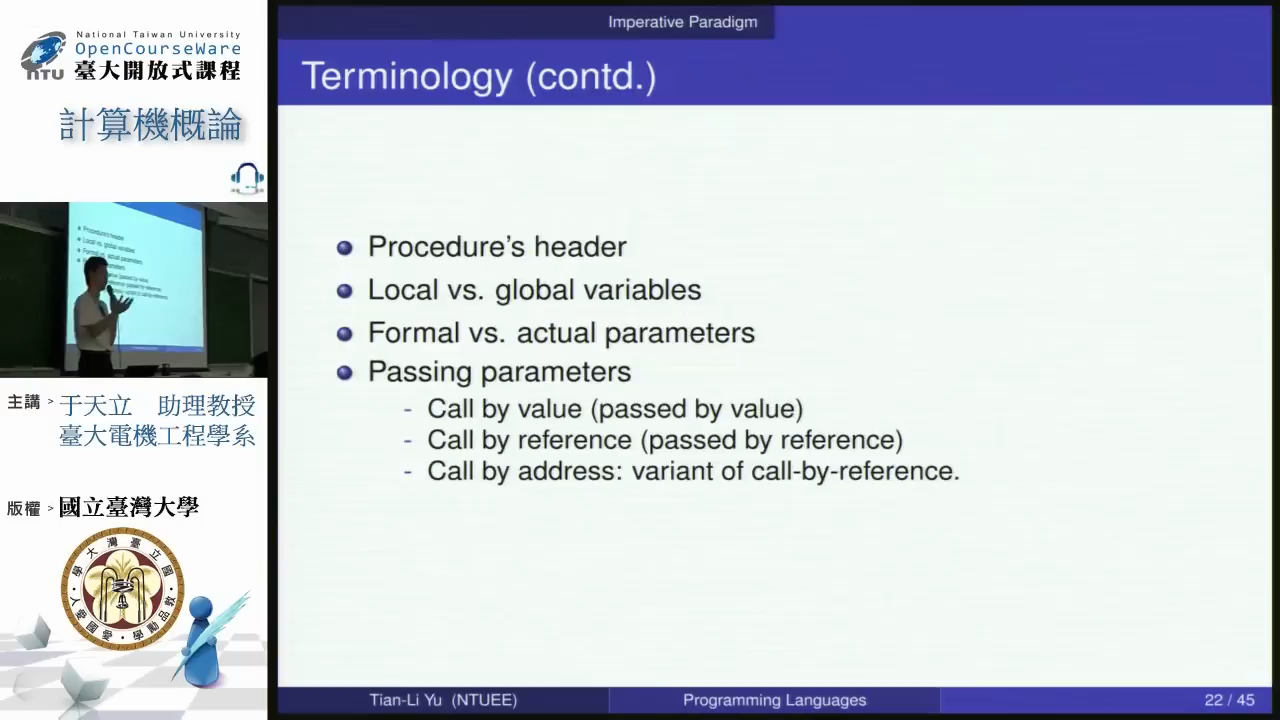 National Taiwan University
OpenCourseWare
NTU 臺大開放式課程
計算機概論
主講 > 于天立 助理教授
臺大電機工程學系
版權 > 國立臺灣大學
Imperative Paradigm
Terminology (contd.)
Procedure's header
Local vs. global variables
Formal vs. actual parameters
Passing parameters
- Call by value (passed by value)
- Call by reference (passed by reference)
- Call by address: variant of call-by-reference.
Tian-Li Yu (NTUEE)
Programming Languages
22 / 45